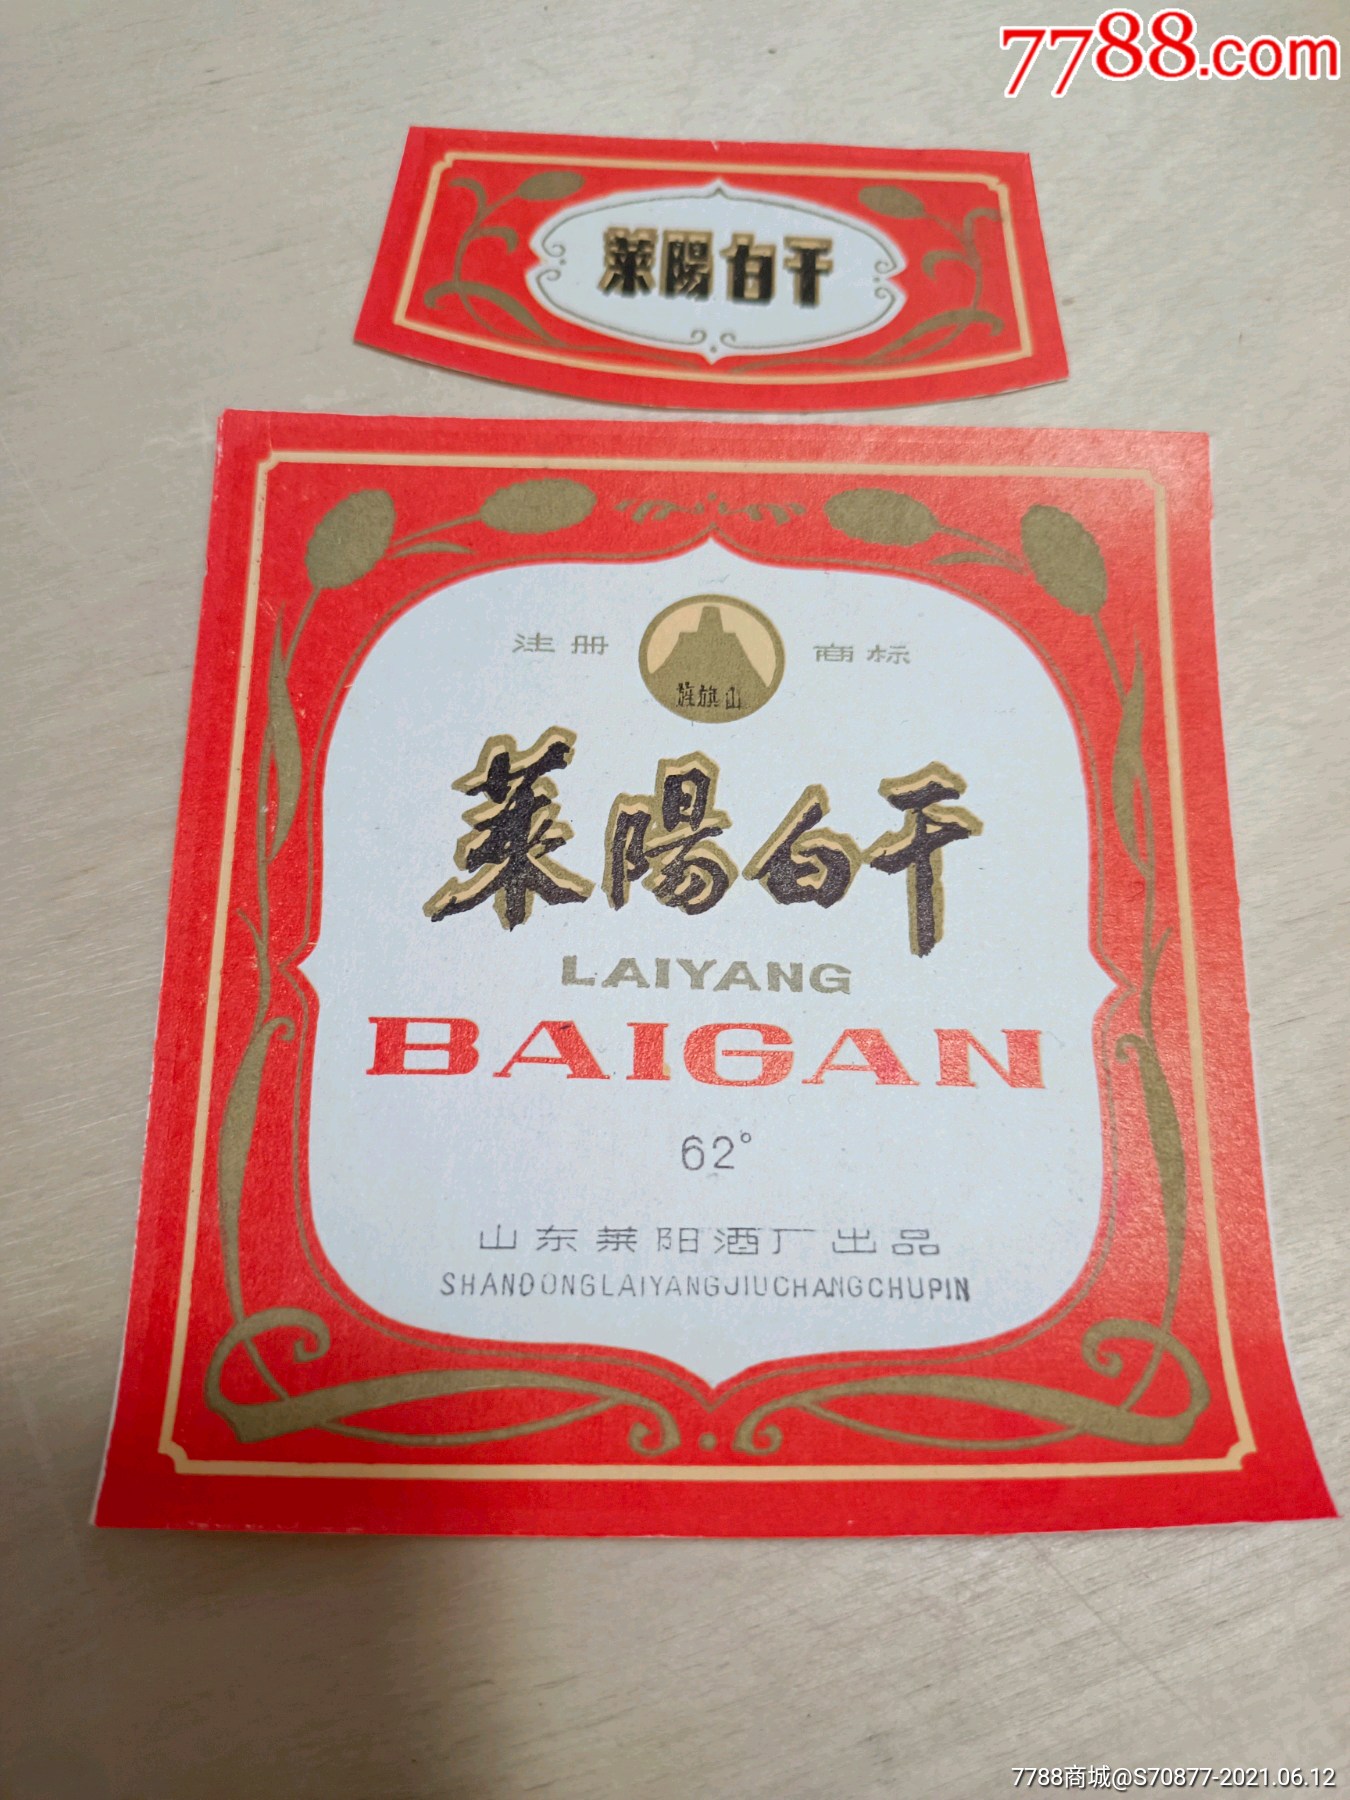 7788.com
萊陽白干
注册 商标
旌旗山
萊陽白干
LAIYANG
BAIGAN
62°
山东莱阳酒厂出品
SHANDONGLAIYANGJIUCHANGCHUPIN
7788商城@S70877-2021.06.12